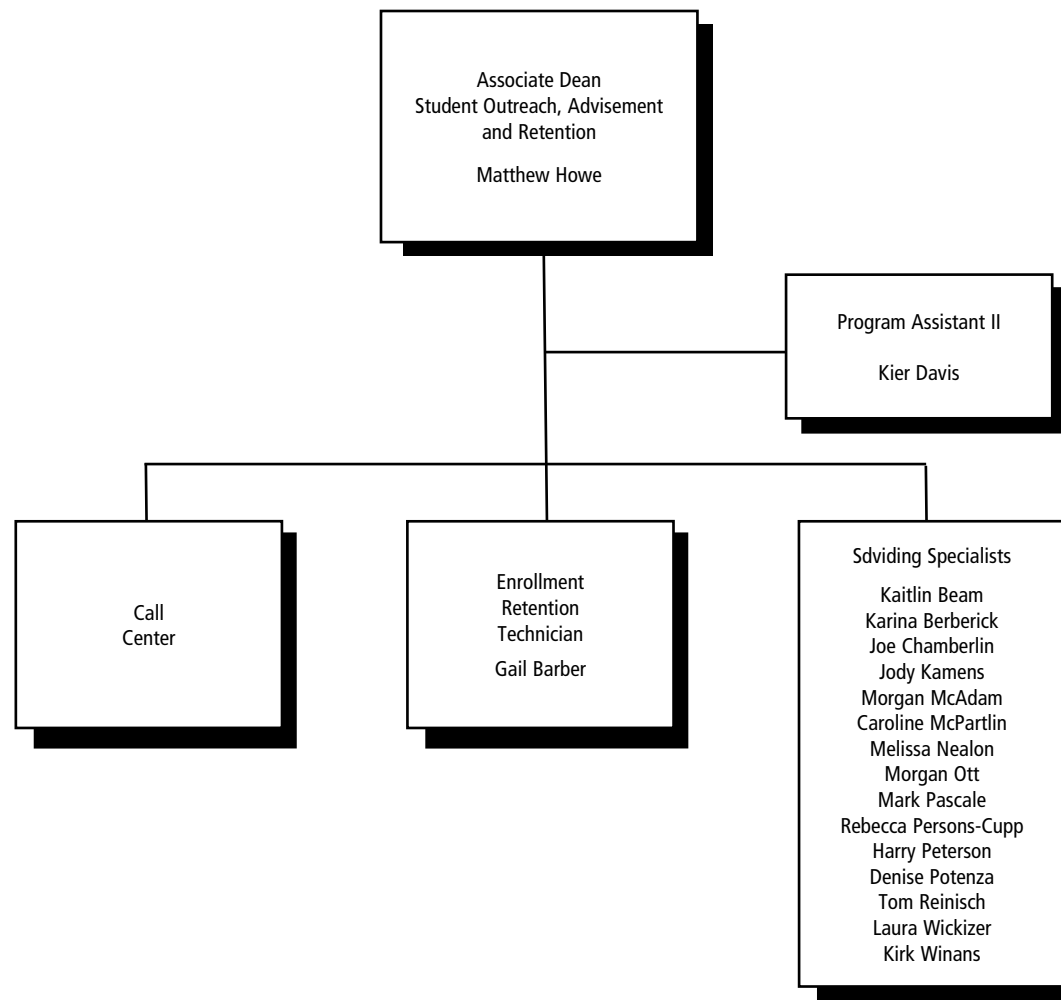 Associate Dean
Student Outreach, Advisement
and Retention
Matthew Howe
Program Assistant II
Kier Davis
Call
Center
Enrollment
Retention
Technician
Gail Barber
Sdviding Specialists
Kaitlin Beam
Karina Berberick
Joe Chamberlin
Jody Kamens
Morgan McAdam
Caroline McPartlin
Melissa Nealon
Morgan Ott
Mark Pascale
Rebecca Persons-Cupp
Harry Peterson
Denise Potenza
Tom Reinisch
Laura Wickizer
Kirk Winans